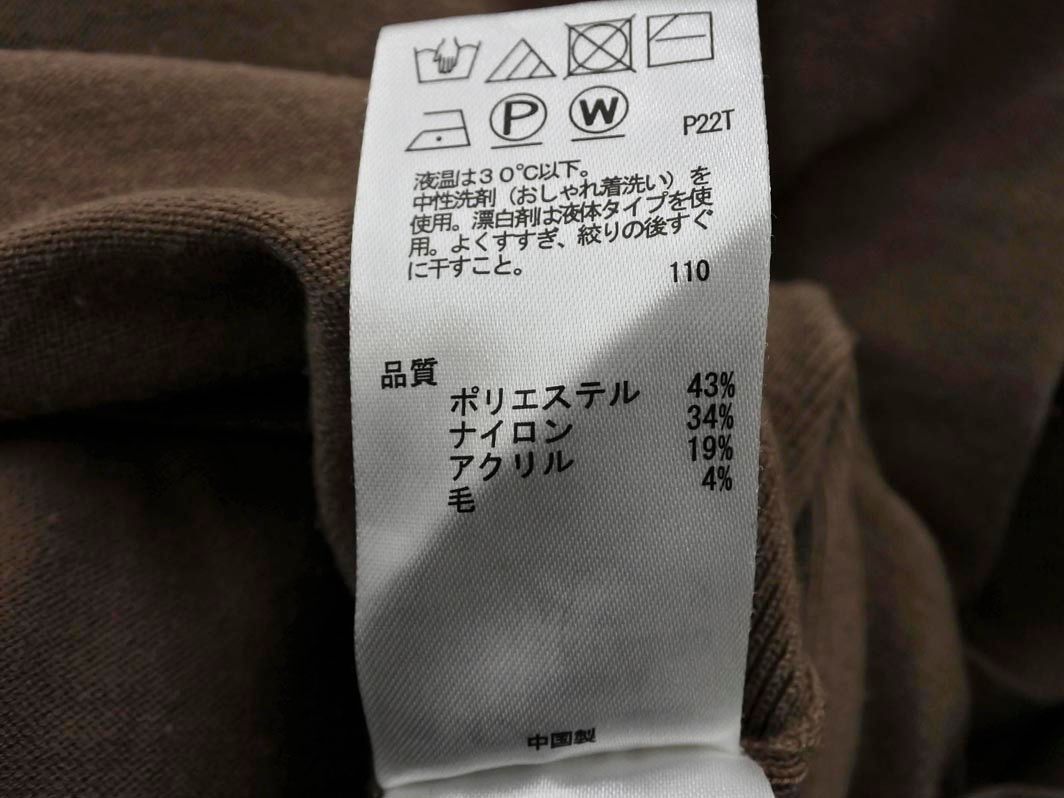 P W P22T
液温は30℃以下。
中性洗剤（おしゃれ着洗い）を
使用。漂白剤は液体タイプを使
用。よくすすぎ、絞りの後すぐ
に干すこと。
110
品質
ポリエステル 43%
ナイロン 34%
アクリル 19%
毛 4%
中国製